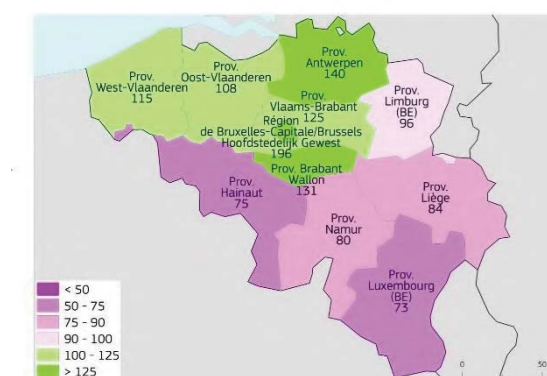 Prov.
Antwerpen
140
Prov.
Oost-Vlaanderen
108
Prov.
West-Vlaanderen
115
Prov.
Vlaams-Brabant
125
Prov.
Limburg
(BE)
96
Région
de Bruxelles-Capitale/Brussels
Hoofdstedelijk Gewest
196
Prov. Brabant
Wallon
131
Prov.
Hainaut
75
Prov.
Liège
84
Prov.
Namur
80
Prov.
Luxembourg
(BE)
73
< 50
50 - 75
75 - 90
90 - 100
100 - 125
> 125
0 50